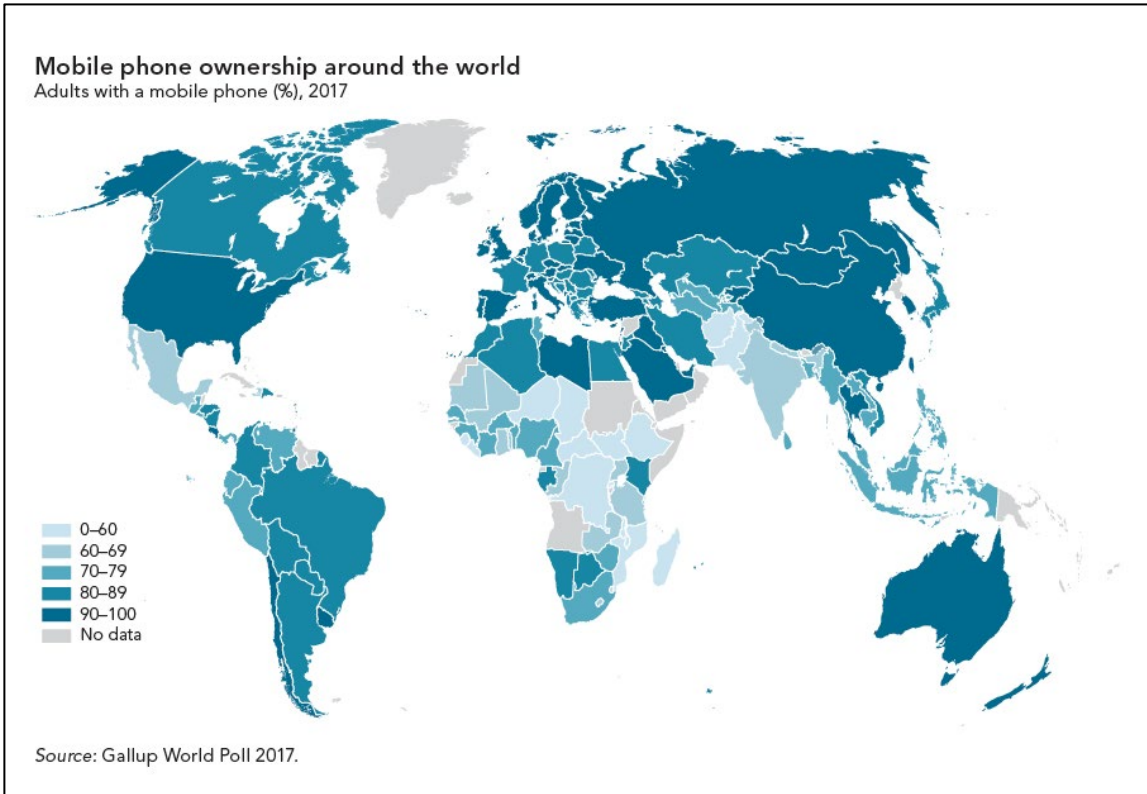 Mobile phone ownership around the world
Adults with a mobile phone (%), 2017
0–60
60–69
70–79
80–89
90–100
No data
Source: Gallup World Poll 2017.